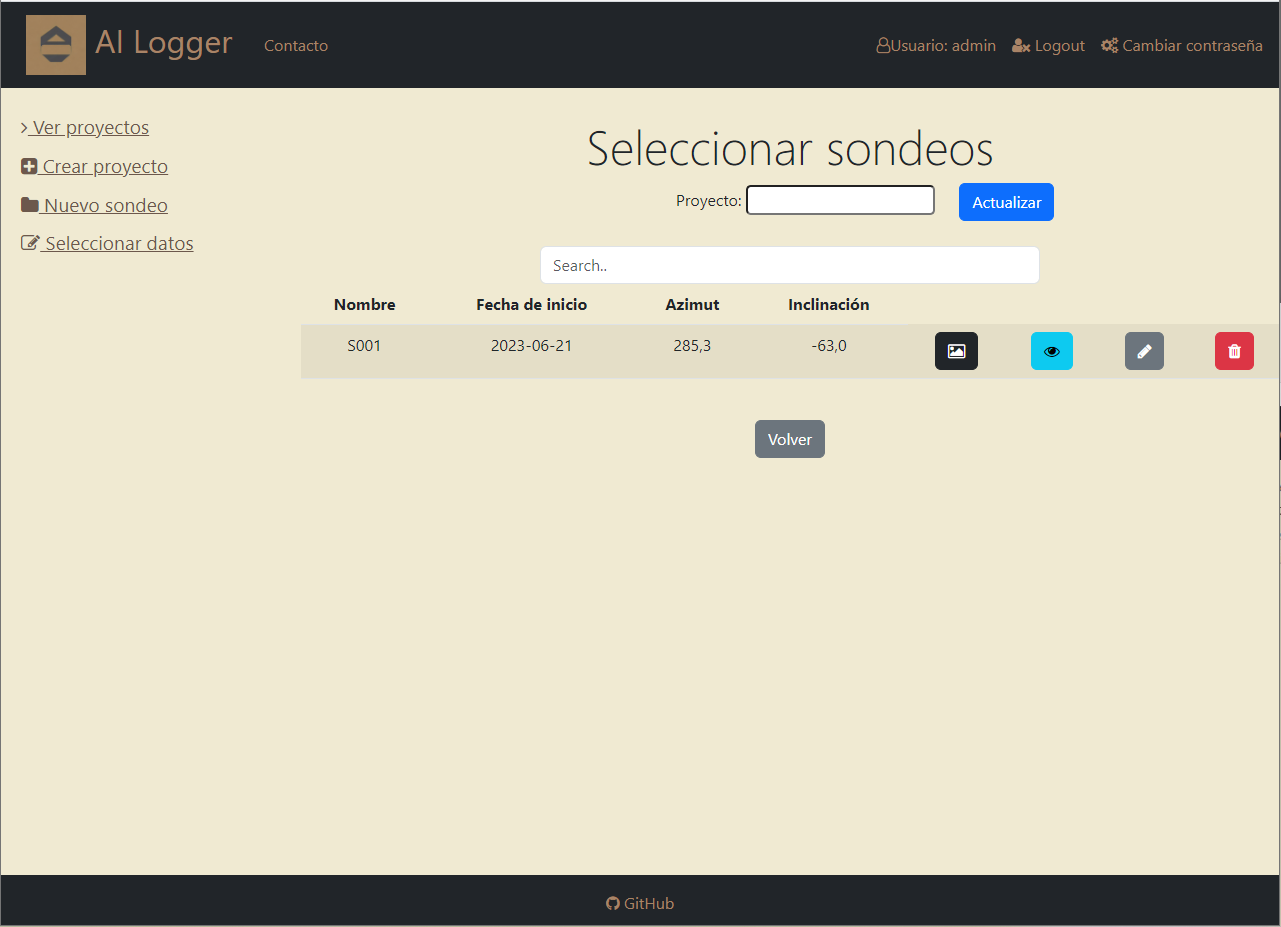 AI Logger
Contacto
Usuario: admin
Logout
Cambiar contraseña
Ver proyectos
Crear proyecto
Nuevo sondeo
Seleccionar datos
Seleccionar sondeos
Proyecto:
Actualizar
Search..
Nombre Fecha de inicio Azimut Inclinación
S001 2023-06-21 285,3 -63,0
Volver
GitHub